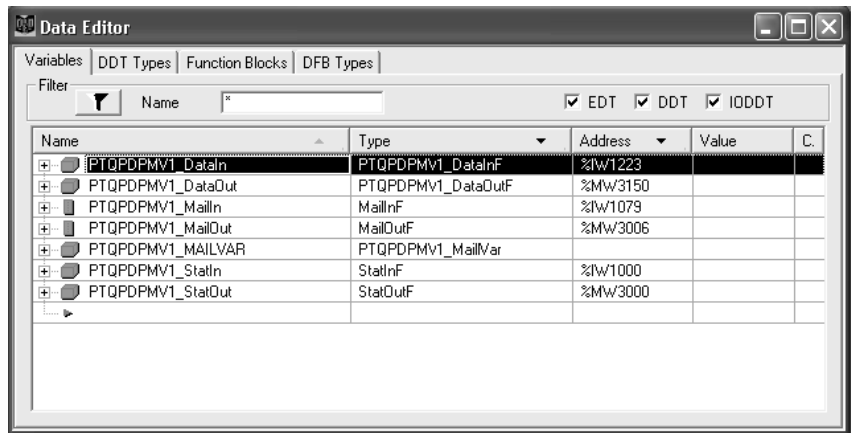 Data Editor
Variables DDT Types Function Blocks DFB Types
Filter
Name * EDT DDT IODDT
Name Type Address Value C.
PTQPDPMV1_DataIn PTQPDPMV1_DataInF %IW1223
PTQPDPMV1_DataOut PTQPDPMV1_DataOutF %MW3150
PTQPDPMV1_MailIn MailInF %IW1079
PTQPDPMV1_MailOut MailOutF %MW3006
PTQPDPMV1_MAILVAR PTQPDPMV1_MailVar
PTQPDPMV1_StatIn StatInF %IW1000
PTQPDPMV1_StatOut StatOutF %MW3000